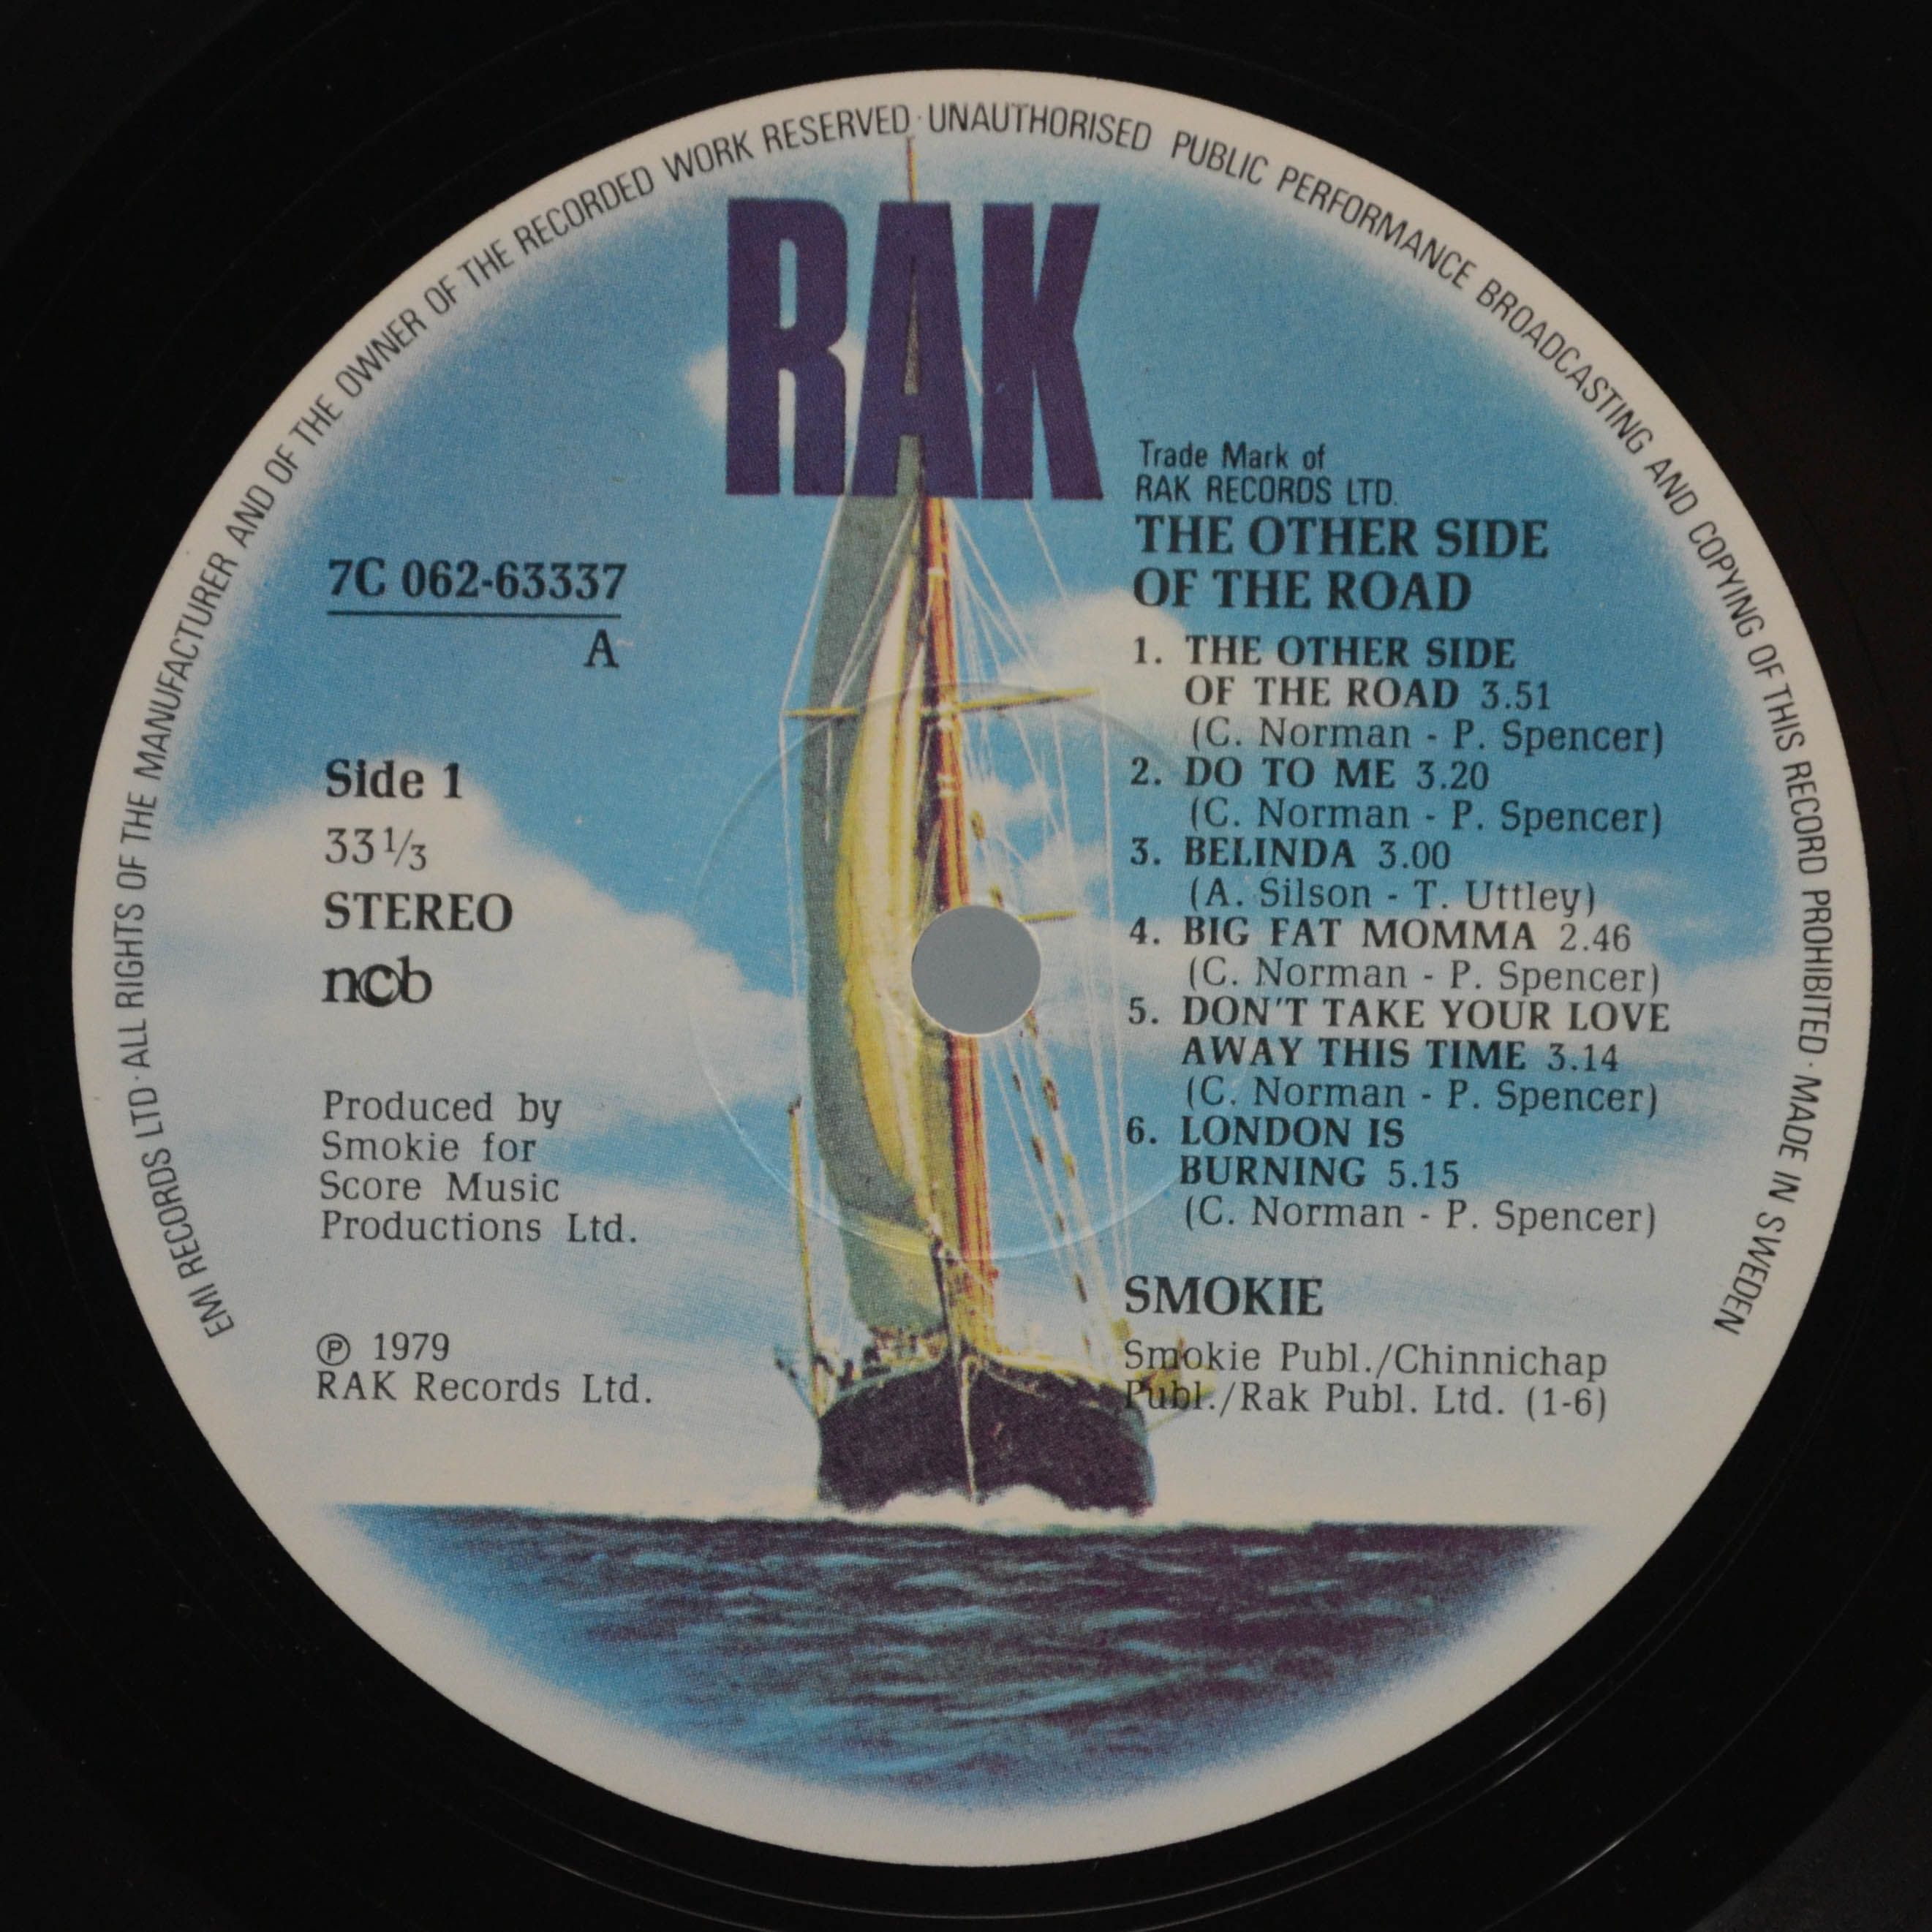 EMI RECORDS LTD · ALL RIGHTS OF THE MANUFACTURER AND OF THE OWNER OF THE RECORDED WORK RESERVED · UNAUTHORISED PUBLIC PERFORMANCE BROADCASTING AND COPYING OF THIS RECORD PROHIBITED · MADE IN SWEDEN
RAK
Trade Mark of
RAK RECORDS LTD.
7C 062-63337
A
Side 1
33 1/3
STEREO
ncb
Produced by
Smokie for
Score Music
Productions Ltd.
℗ 1979
RAK Records Ltd.
THE OTHER SIDE
OF THE ROAD
1. THE OTHER SIDE
OF THE ROAD 3.51
(C. Norman - P. Spencer)
2. DO TO ME 3.20
(C. Norman - P. Spencer)
3. BELINDA 3.00
(A. Silson - T. Uttley)
4. BIG FAT MOMMA 2.46
(C. Norman - P. Spencer)
5. DON'T TAKE YOUR LOVE
AWAY THIS TIME 3.14
(C. Norman - P. Spencer)
6. LONDON IS
BURNING 5.15
(C. Norman - P. Spencer)
SMOKIE
Smokie Publ./Chinnichap
Publ./Rak Publ. Ltd. (1-6)